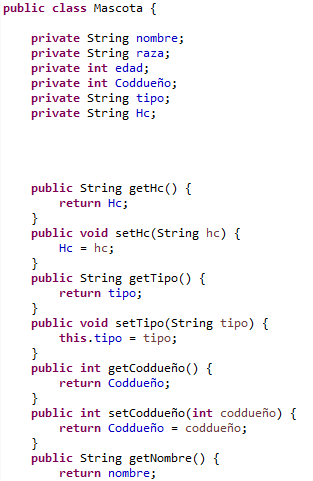 public class Mascota {
private String nombre;
private String raza;
private int edad;
private int Coddueño;
private String tipo;
private String Hc;
public String getHc() {
return Hc;
}
public void setHc(String hc) {
Hc = hc;
}
public String getTipo() {
return tipo;
}
public void setTipo(String tipo) {
this.tipo = tipo;
}
public int getCoddueño() {
return Coddueño;
}
public int setCoddueño(int coddueño) {
return Coddueño = coddueño;
}
public String getNombre() {
return nombre;